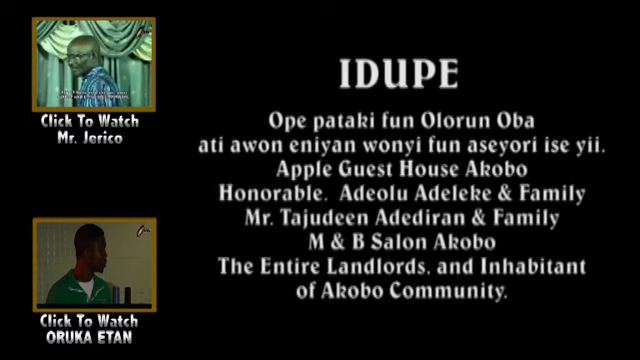 IDUPE
Ope pataki fun Olorun Oba
ati awon eniyan wonyi fun aseyori ise yii.
Apple Guest House Akobo
Honorable. Adeolu Adeleke & Family
Mr. Tajudeen Adediran & Family
M & B Salon Akobo
The Entire Landlords, and Inhabitant
of Akobo Community.
Click To Watch
Mr. Jerico
Click To Watch
ORUKA ETAN